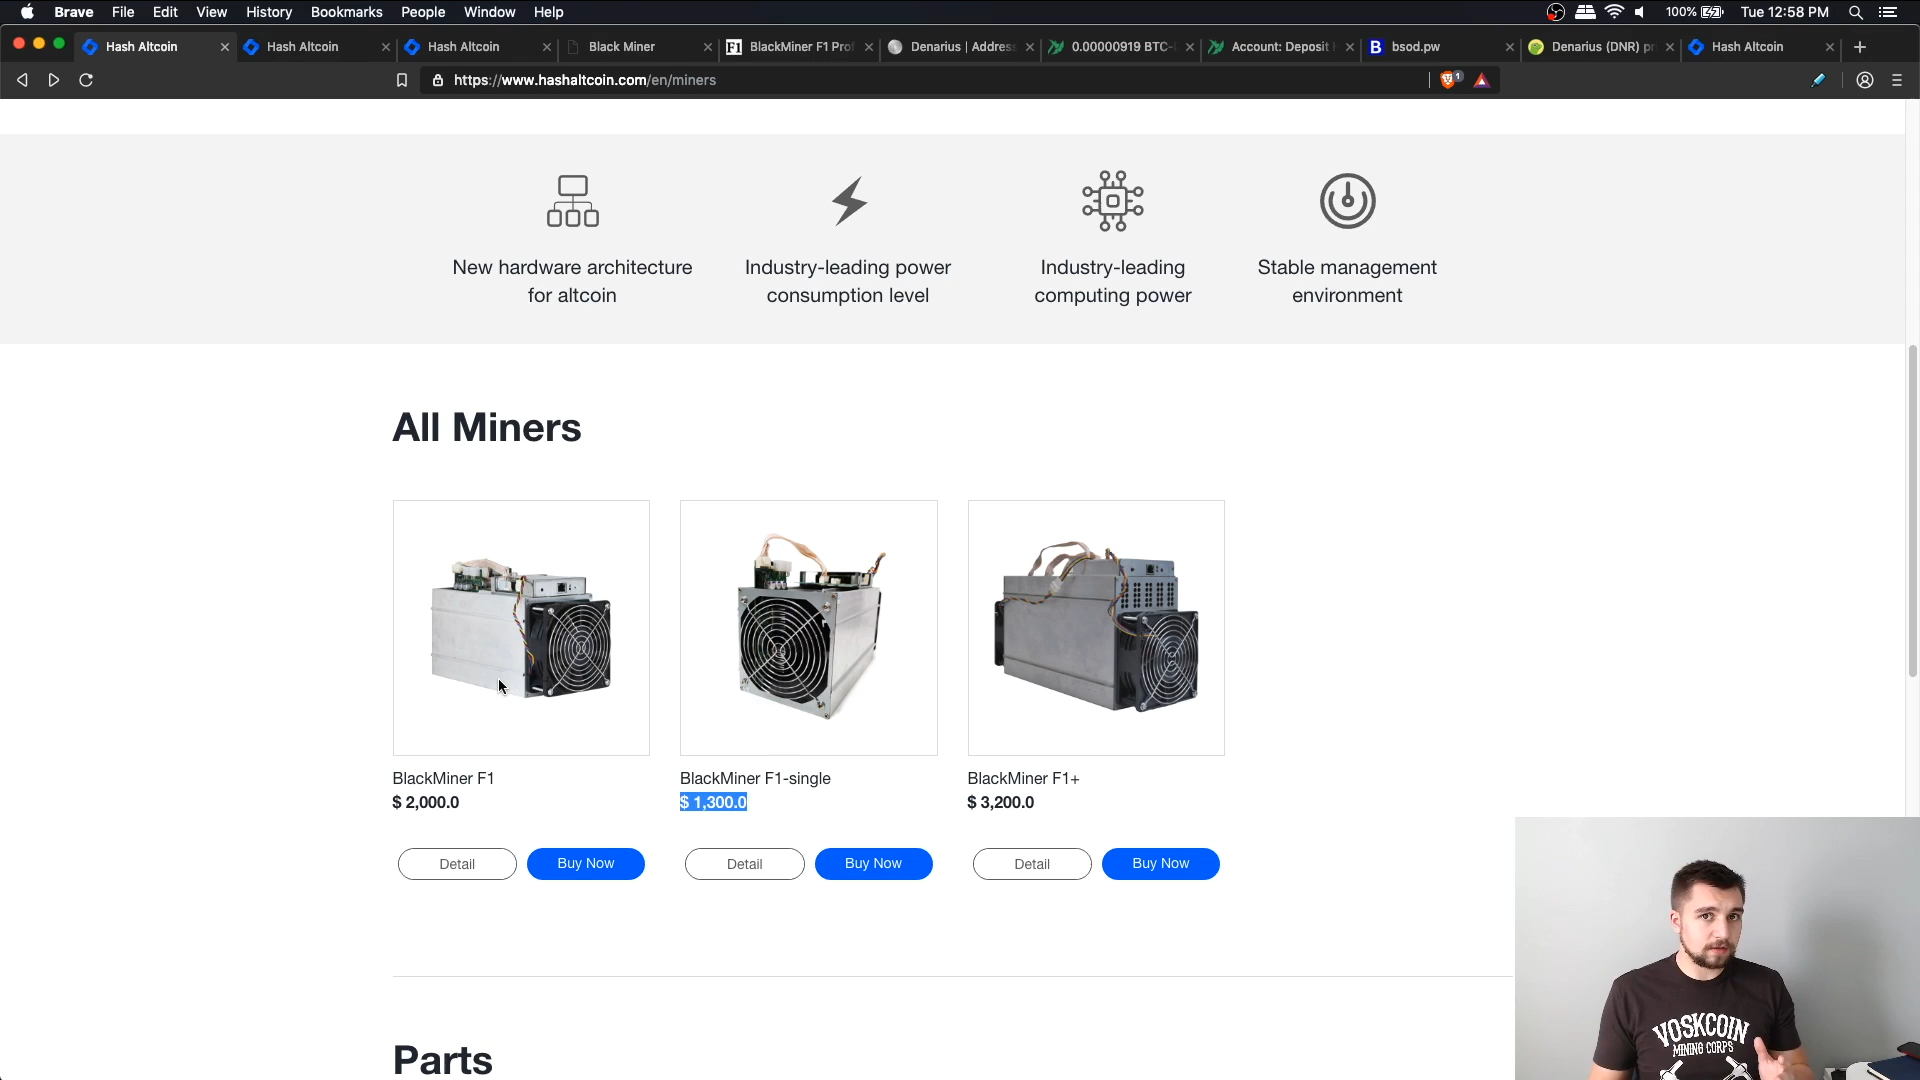 Brave File Edit View History Bookmarks People Window Help 100% Tue 12:58 PM
Hash Altcoin Hash Altcoin Hash Altcoin Black Miner BlackMiner F1 Prof Denarius | Address 0.00000919 BTC- Account: Deposit bsod.pw Denarius (DNR) pr Hash Altcoin
https://www.hashaltcoin.com/en/miners 1
New hardware architecture
for altcoin
Industry-leading power
consumption level
Industry-leading
computing power
Stable management
environment
All Miners
BlackMiner F1
$ 2,000.0
Detail Buy Now
BlackMiner F1-single
$ 1,300.0
Detail Buy Now
BlackMiner F1+
$ 3,200.0
Detail Buy Now
Parts
VOSKCOIN
MINING CORPS